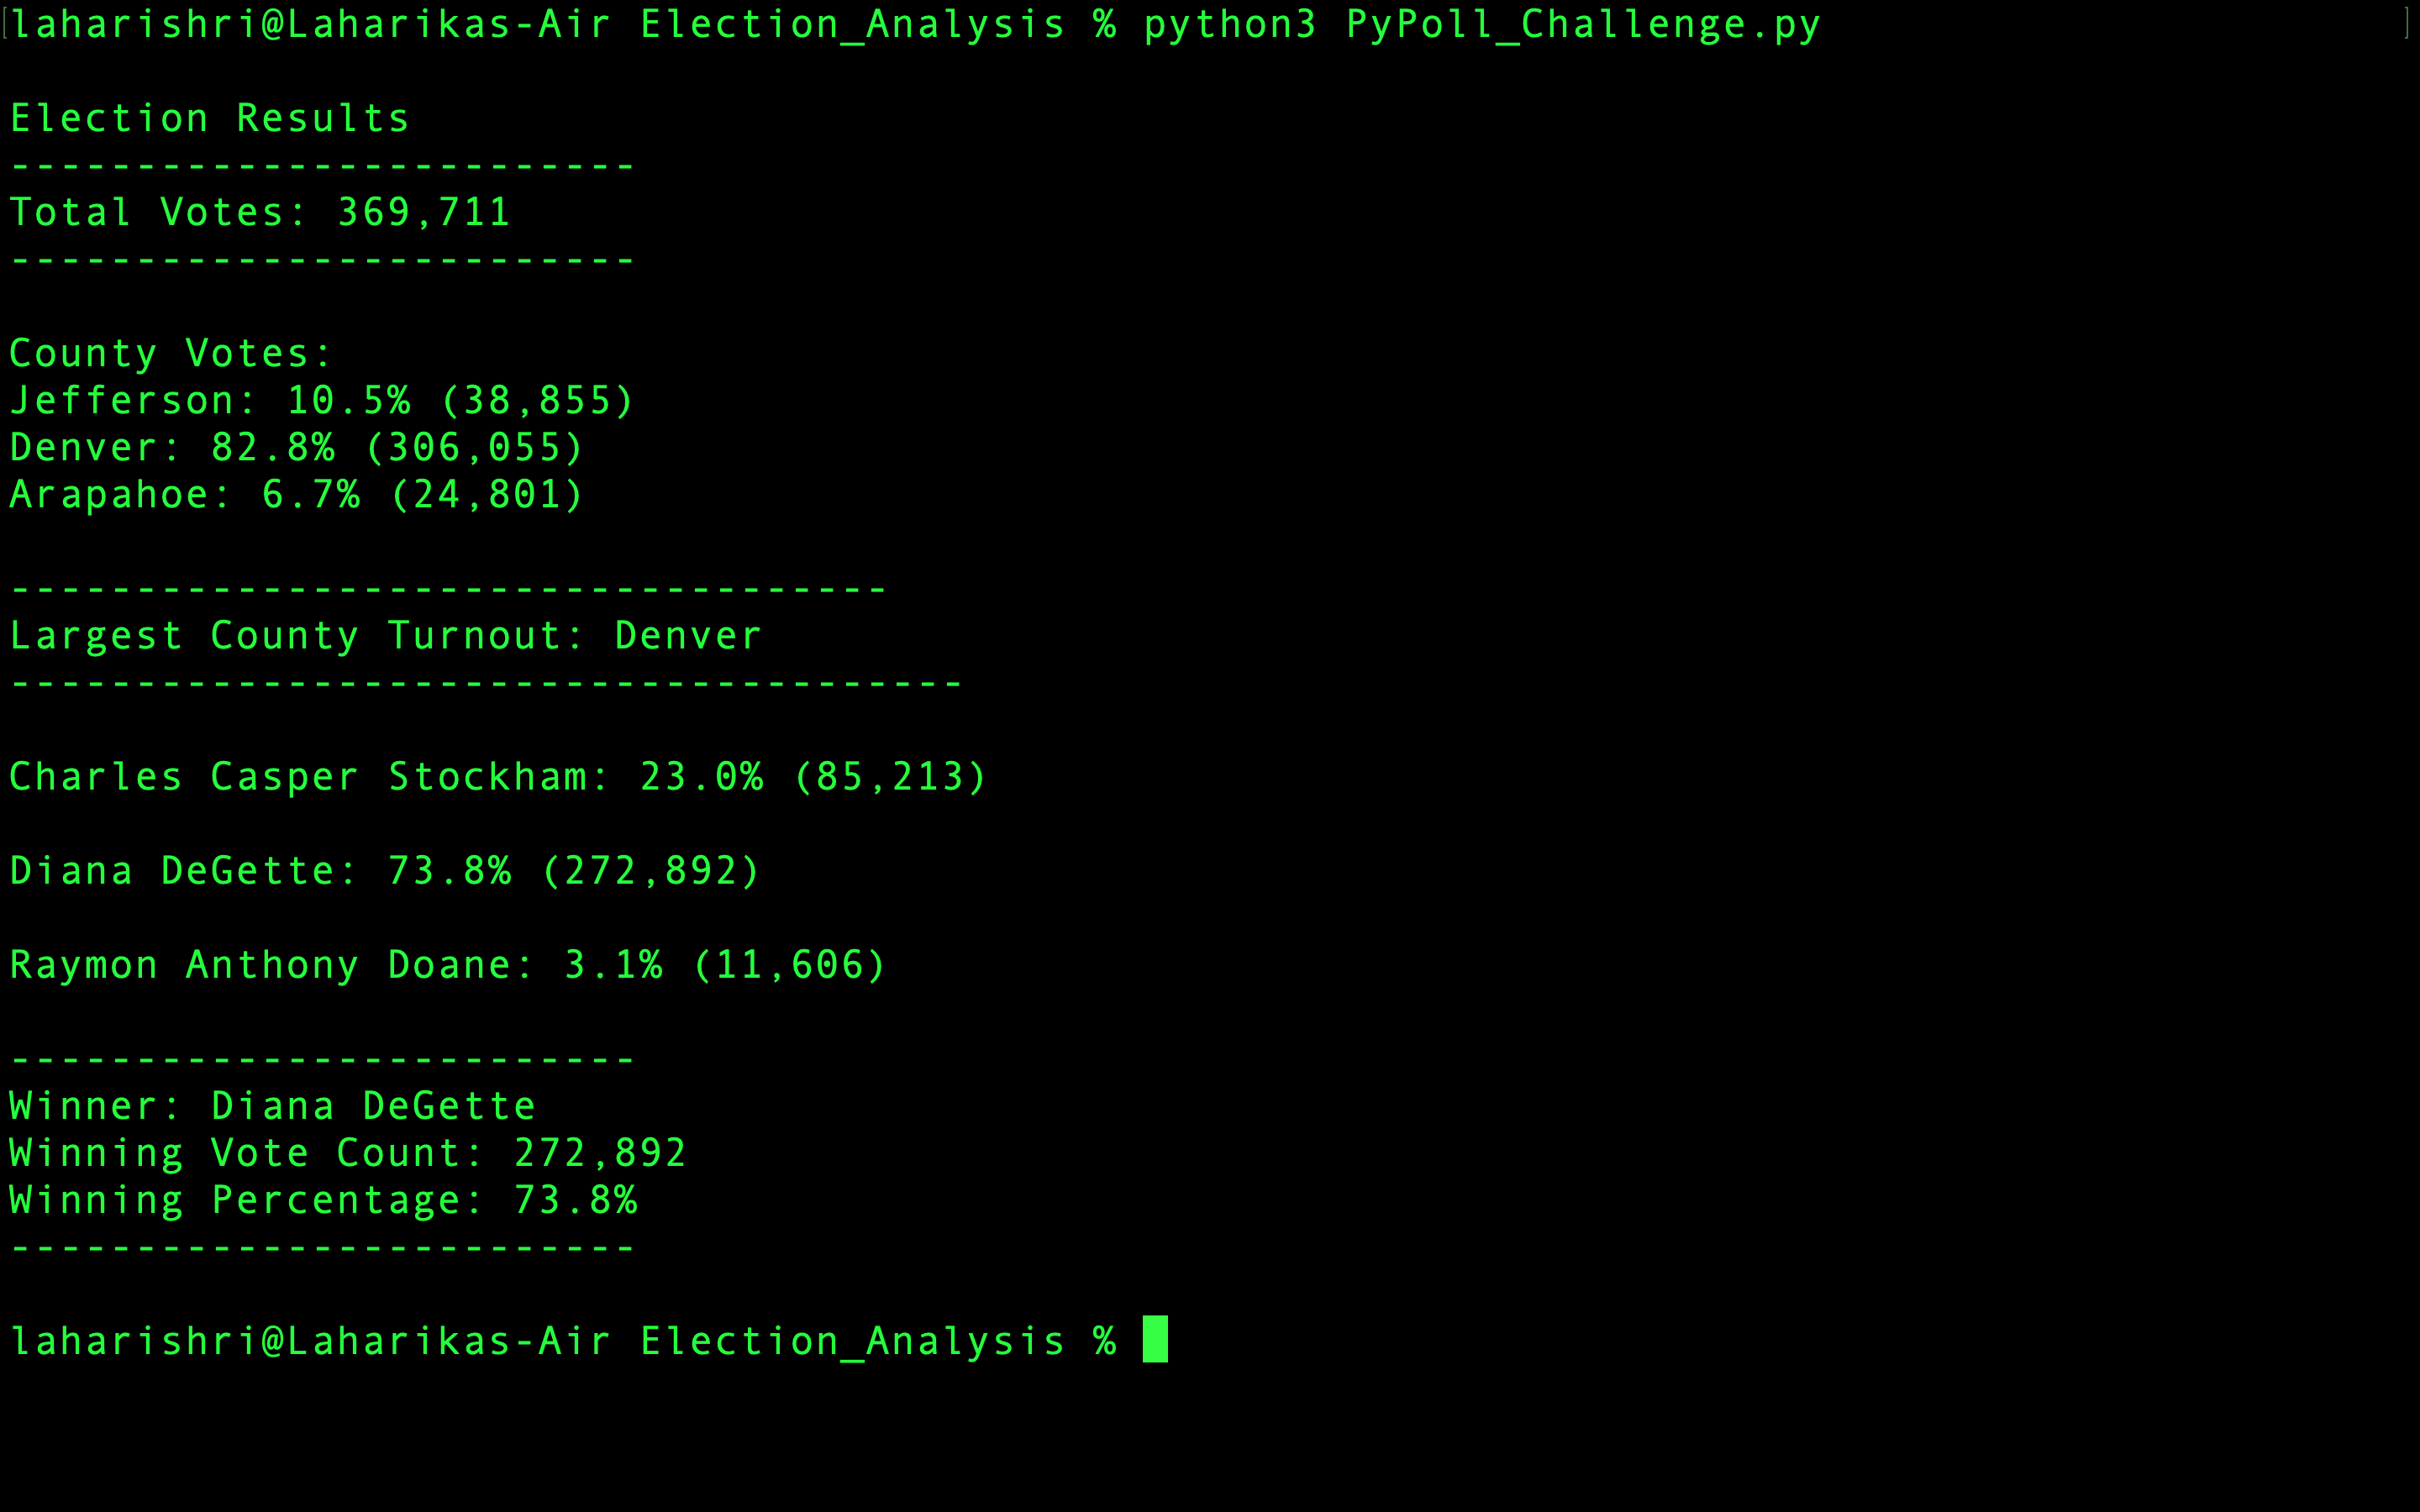 [laharishri@Laharikas-Air Election_Analysis % python3 PyPoll_Challenge.py ]
Election Results
-------------------------
Total Votes: 369,711
-------------------------
County Votes:
Jefferson: 10.5% (38,855)
Denver: 82.8% (306,055)
Arapahoe: 6.7% (24,801)
-----------------------------------
Largest County Turnout: Denver
--------------------------------------
Charles Casper Stockham: 23.0% (85,213)
Diana DeGette: 73.8% (272,892)
Raymon Anthony Doane: 3.1% (11,606)
-------------------------
Winner: Diana DeGette
Winning Vote Count: 272,892
Winning Percentage: 73.8%
-------------------------
laharishri@Laharikas-Air Election_Analysis %